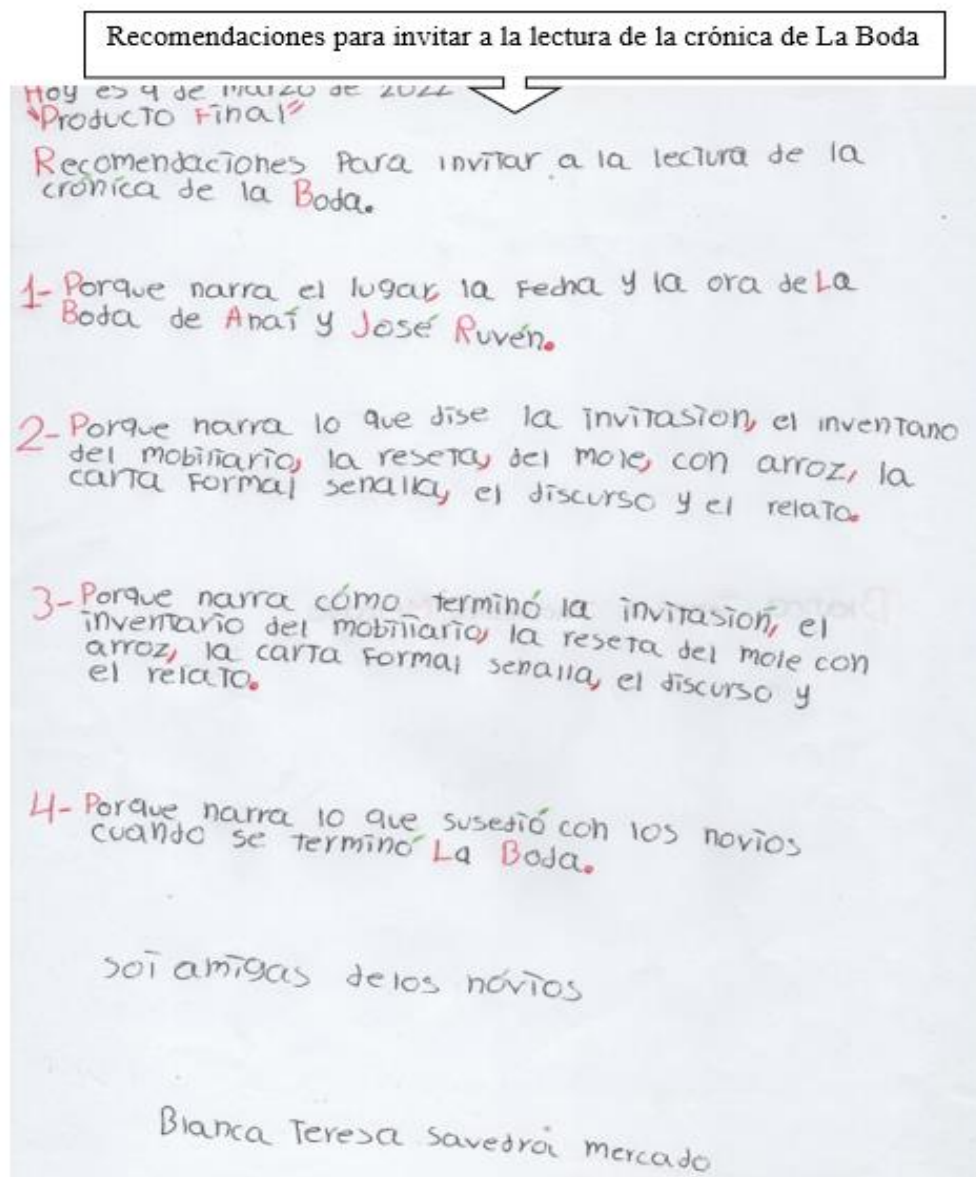 Recomendaciones para invitar a la lectura de la crónica de La Boda
Hoy es 9 de marzo de 2022
"Producto Final"
Recomendaciones Para invitar a la lectura de la
crónica de la Boda.
1- Porque narra el lugar, la Fecha y la ora de La
Boda de Anaí y José Ruvén.
2- Porque narra lo que dise la invitasion, el inventario
del mobiliario, la reseta, del mole, con arroz, la
carta Formal senalla, el discurso y el relato.
3- Porque narra cómo terminó la invitasión, el
inventario del mobiliario, la reseta del mole con
arroz, la carta Formal senalla, el discurso y
el relato.
4- Porque narra lo que susedió con los novios
cuando se terminó La Boda.
soi amigas delos novios
Bianca Teresa Savedra mercado